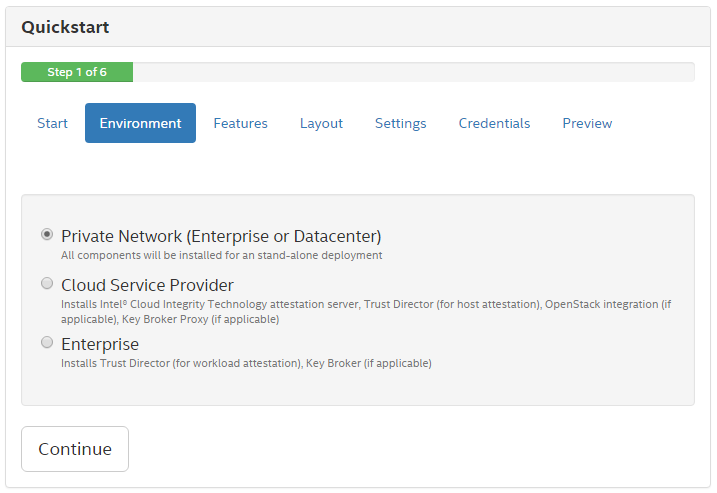 Quickstart
Step 1 of 6
Start Environment Features Layout Settings Credentials Preview
Private Network (Enterprise or Datacenter)
All components will be installed for an stand-alone deployment
Cloud Service Provider
Installs Intel® Cloud Integrity Technology attestation server, Trust Director (for host attestation), OpenStack integration (if
applicable), Key Broker Proxy (if applicable)
Enterprise
Installs Trust Director (for workload attestation), Key Broker (if applicable)
Continue